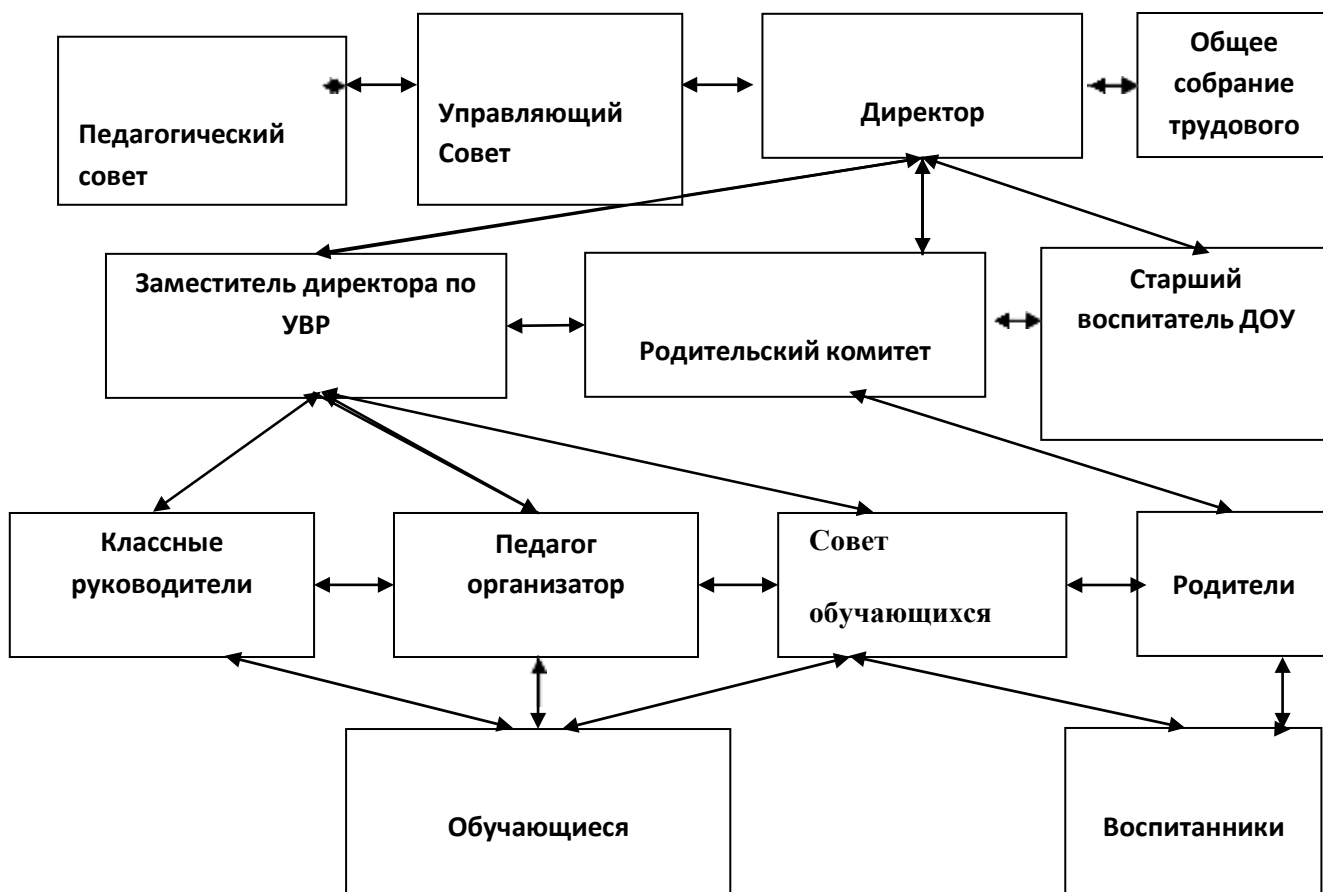 Педагогический
совет
Управляющий
Совет
Директор
Общее
собрание
трудового
Заместитель директора по
УВР
Родительский комитет
Старший
воспитатель ДОУ
Классные
руководители
Педагог
организатор
Совет
обучающихся
Родители
Обучающиеся
Воспитанники